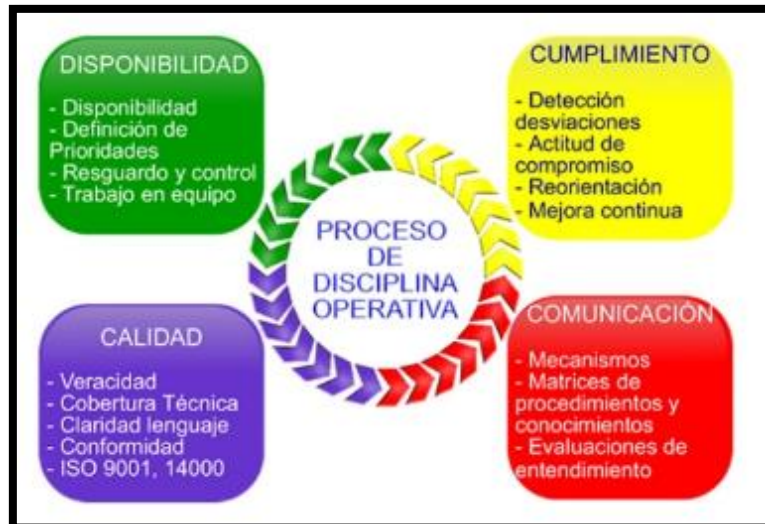 DISPONIBILIDAD
- Disponibilidad
- Definición de
Prioridades
- Resguardo y control
- Trabajo en equipo
CUMPLIMIENTO
- Detección
desviaciones
- Actitud de
compromiso
- Reorientación
- Mejora continua
PROCESO
DE
DISCIPLINA
OPERATIVA
CALIDAD
- Veracidad
- Cobertura Técnica
- Claridad lenguaje
- Conformidad
- ISO 9001, 14000
COMUNICACIÓN
- Mecanismos
- Matrices de
procedimientos y
conocimientos
- Evaluaciones de
entendimiento